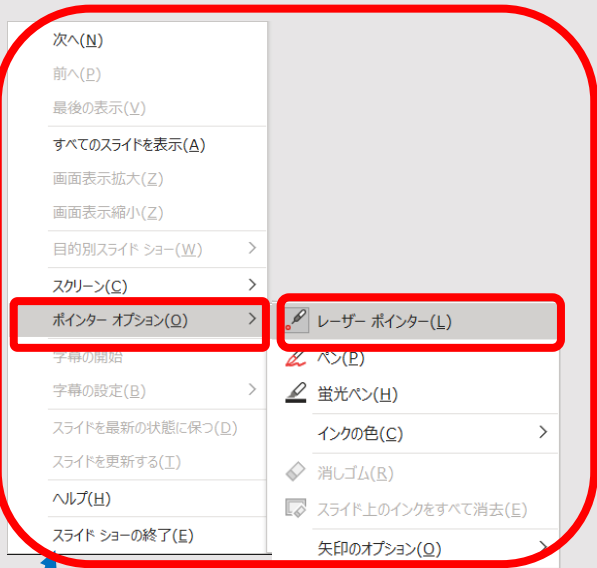 次へ(N)
前へ(P)
最後の表示(V)
すべてのスライドを表示(A)
画面表示拡大(Z)
画面表示縮小(Z)
目的別スライド ショー(W)
スクリーン(C)
ポインター オプション(O)
字幕の開始
字幕の設定(B)
スライドを最新の状態に保つ(D)
スライドを更新する(T)
ヘルプ(H)
スライド ショーの終了(E)
レーザー ポインター(L)
ペン(P)
蛍光ペン(H)
インクの色(C)
消しゴム(R)
スライド上のインクをすべて消去(E)
矢印のオプション(O)